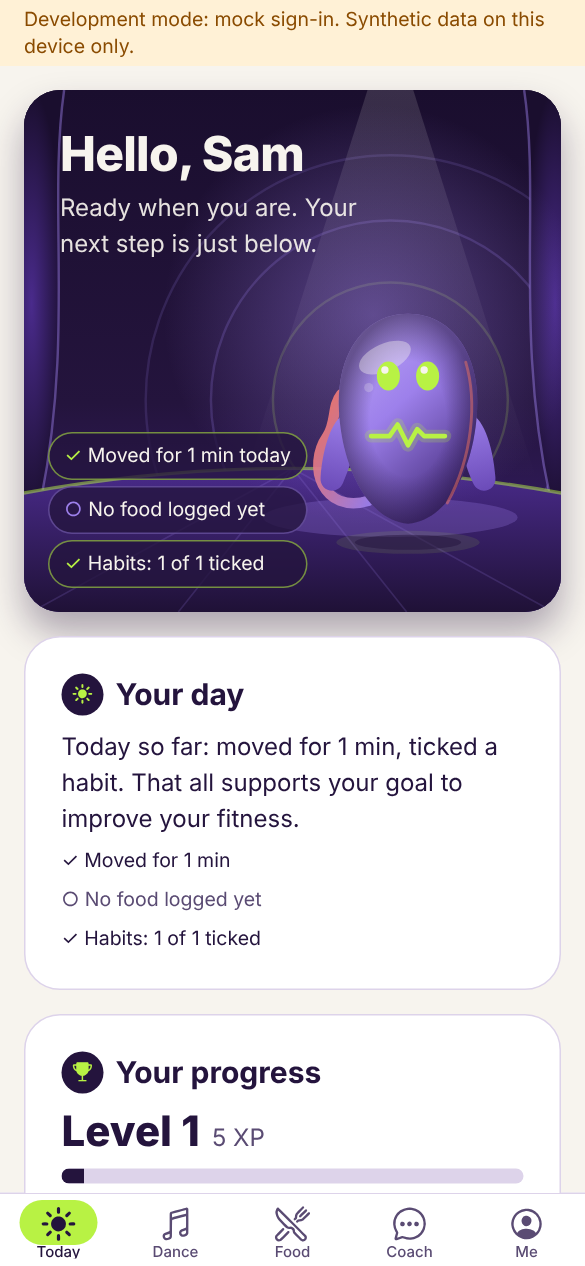 Development mode: mock sign-in. Synthetic data on this
device only.
Hello, Sam
Ready when you are. Your
next step is just below.
Moved for 1 min today
No food logged yet
Habits: 1 of 1 ticked
Your day
Today so far: moved for 1 min, ticked a
habit. That all supports your goal to
improve your fitness.
Moved for 1 min
No food logged yet
Habits: 1 of 1 ticked
Your progress
Level 1 5 XP
Today Dance Food Coach Me